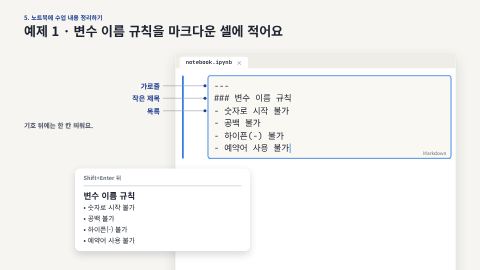 5. 노트북에 수업 내용 정리하기
예제 1 · 변수 이름 규칙을 마크다운 셀에 적어요
notebook.ipynb ×
가로줄
작은 제목
목록
기호 뒤에는 한 칸 띄워요.
---
### 변수 이름 규칙
- 숫자로 시작 불가
- 공백 불가
- 하이픈(-) 불가
- 예약어 사용 불가
Markdown
Shift+Enter 뒤
변수 이름 규칙
• 숫자로 시작 불가
• 공백 불가
• 하이픈(-) 불가
• 예약어 사용 불가